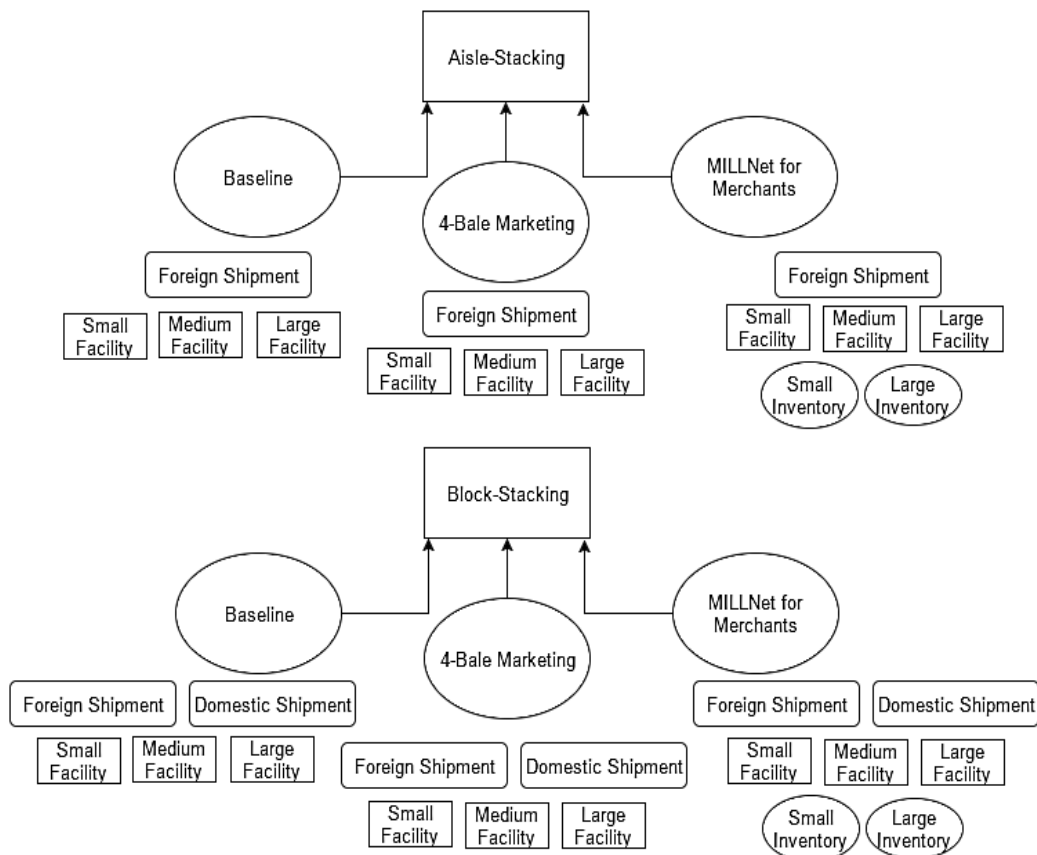 Aisle-Stacking
Baseline
4-Bale Marketing
MILLNet for
Merchants
Foreign Shipment
Small
Facility
Medium
Facility
Large
Facility
Foreign Shipment
Small
Facility
Medium
Facility
Large
Facility
Foreign Shipment
Small
Facility
Medium
Facility
Large
Facility
Small
Inventory
Large
Inventory
Block-Stacking
Baseline
4-Bale Marketing
MILLNet for
Merchants
Foreign Shipment
Domestic Shipment
Small
Facility
Medium
Facility
Large
Facility
Foreign Shipment
Domestic Shipment
Small
Facility
Medium
Facility
Large
Facility
Foreign Shipment
Domestic Shipment
Small
Facility
Medium
Facility
Large
Facility
Small
Inventory
Large
Inventory